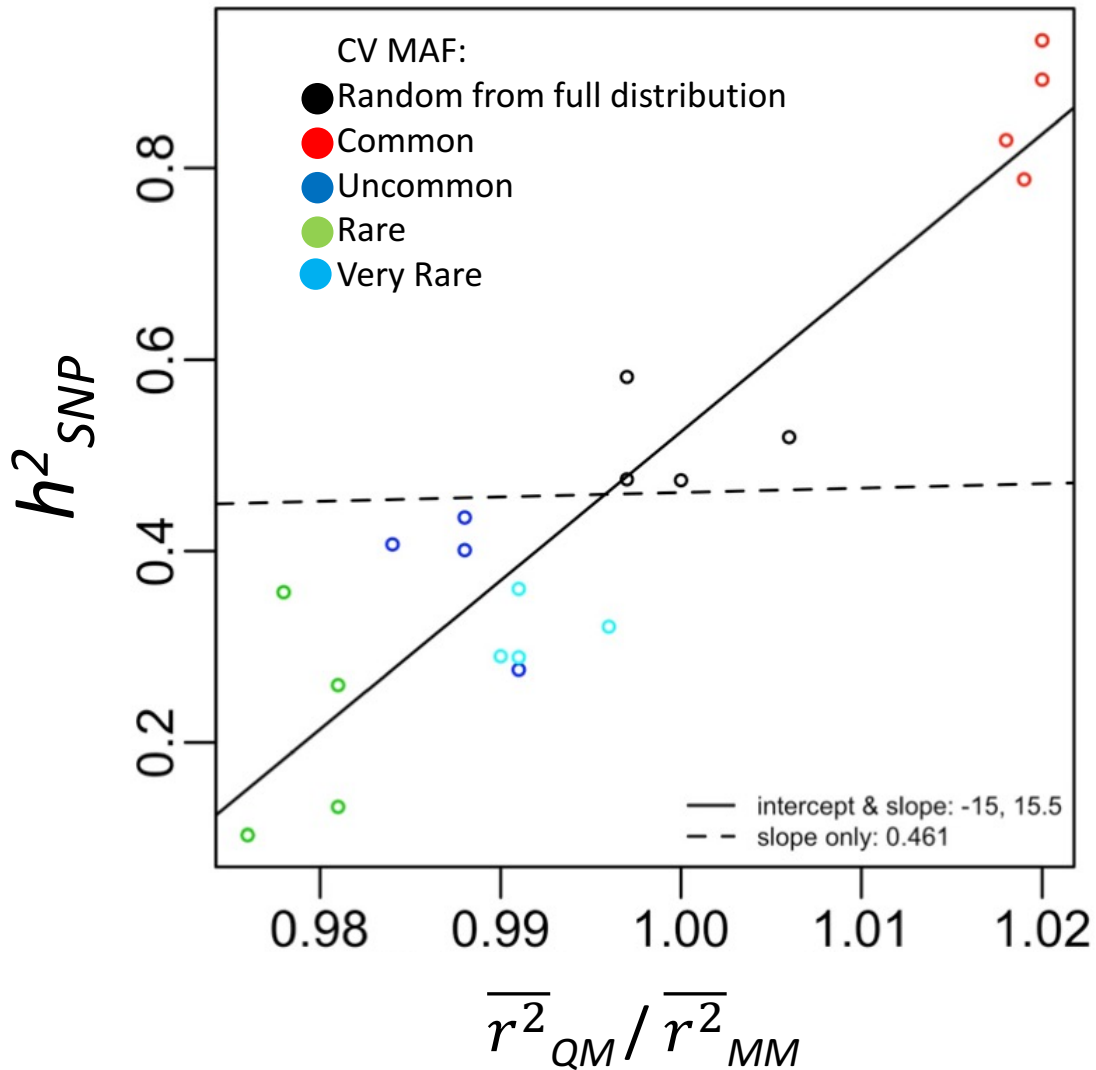 CV MAF:
Random from full distribution
Common
Uncommon
Rare
Very Rare
0.8
0.6
0.4
0.2
h²SNP
intercept & slope: -15, 15.5
slope only: 0.461
0.98 0.99 1.00 1.01 1.02
r²QM / r²MM